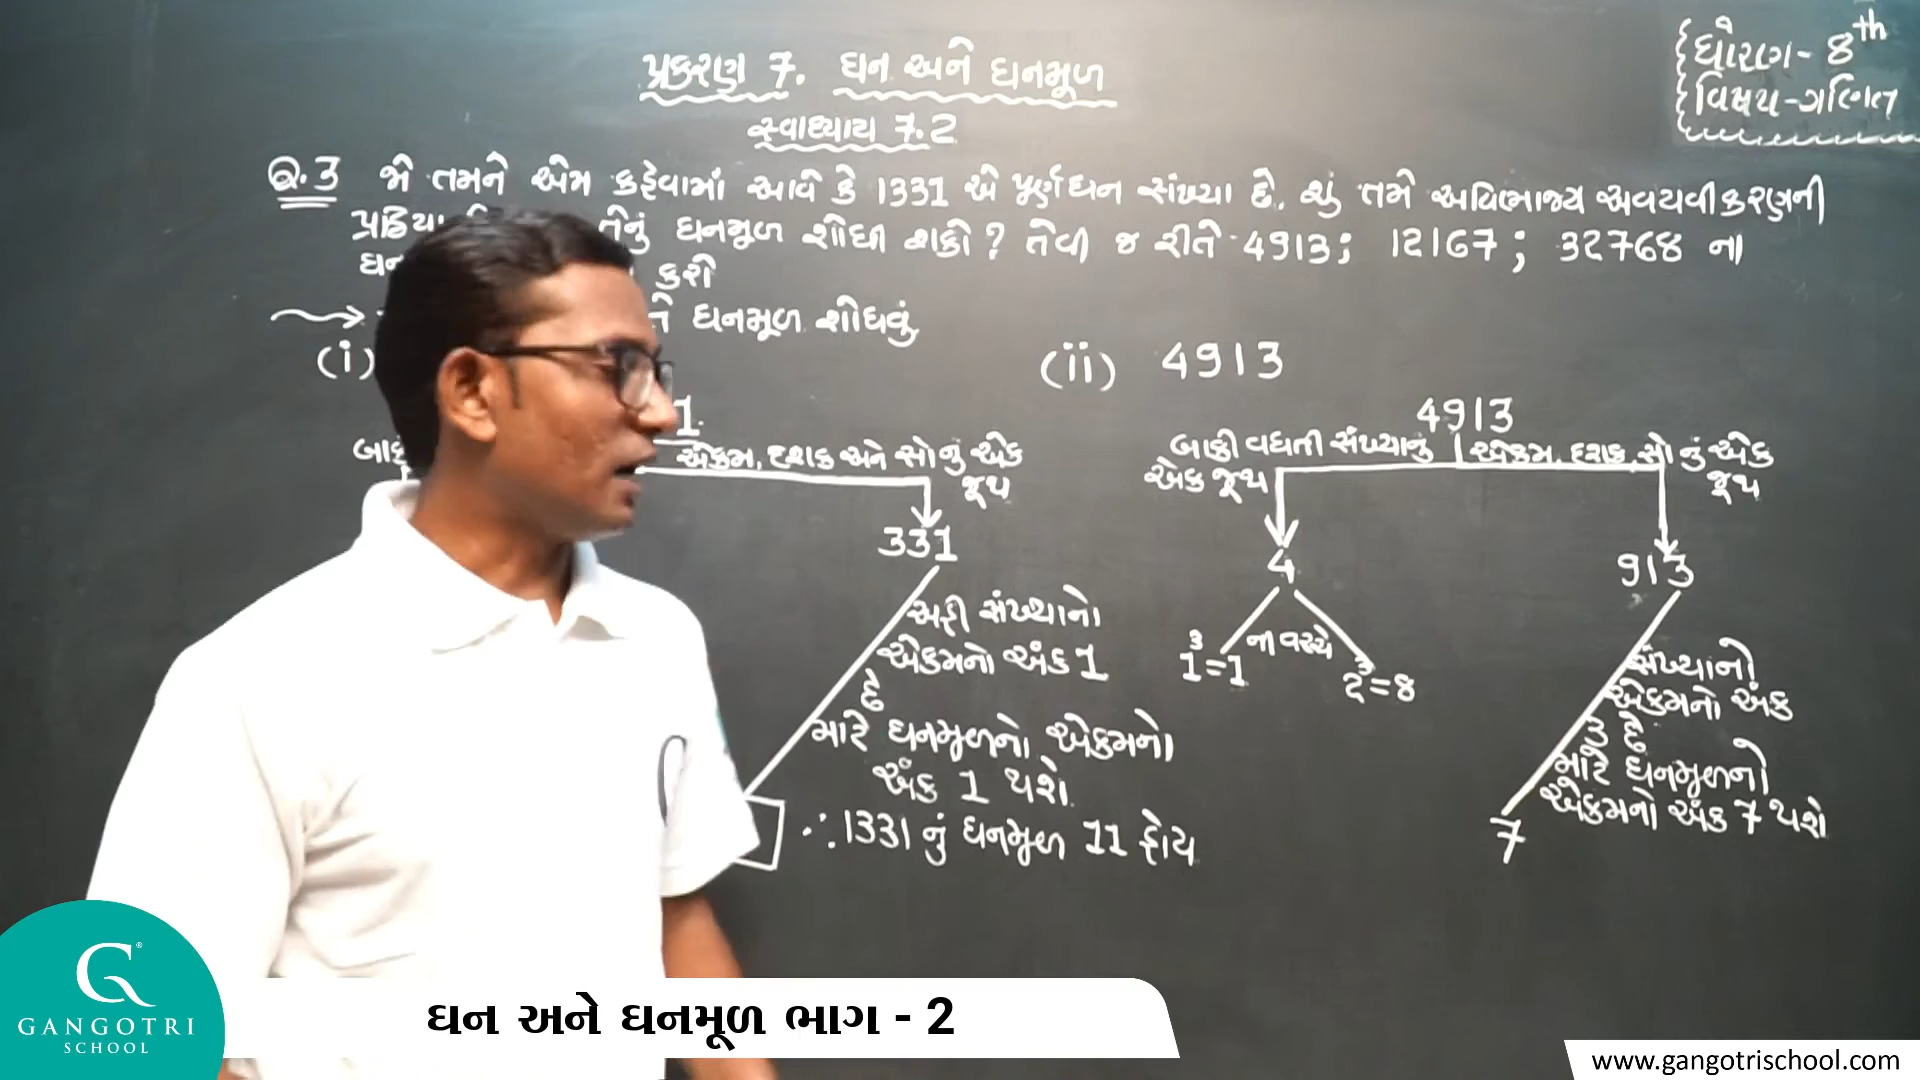 ધોરણ - ૪th
વિષય - ગણિત
પ્રકરણ 7. ઘન અને ઘનમૂળ
સ્વાધ્યાય 7.2
Q.3 જો તમને એમ કહેવામાં આવે કે 1331 એ પૂર્ણઘન સંખ્યા છે. શું તમે અવિભાજ્ય અવયવીકરણની
તેનું ઘનમૂળ શોધી શકો? તેવી જ રીતે 4913; 12167; 32768 ના
કરો
ઘનમૂળ શોધવું
(i)
(ii) 4913
1
એકમ, દશક અને સો નું એક
જૂથ
331
અહી સંખ્યાનો
એકમનો અંક 1
છે
માટે ઘનમૂળનો એકમનો
અંક 1 થશે
∴ 1331 નું ઘનમૂળ 11 હોય
4913
બાકી વધતી સંખ્યાનું
એક જૂથ
એકમ, દશક, સો નું એક
જૂથ
4
1³=1 ના વચ્ચે 2³=8
913
સંખ્યાનો
એકમનો અંક
3 છે
માટે ઘનમૂળનો
એકમનો અંક 7 થશે
7
GANGOTRI
SCHOOL
ઘન અને ઘનમૂળ ભાગ - 2
www.gangotrischool.com